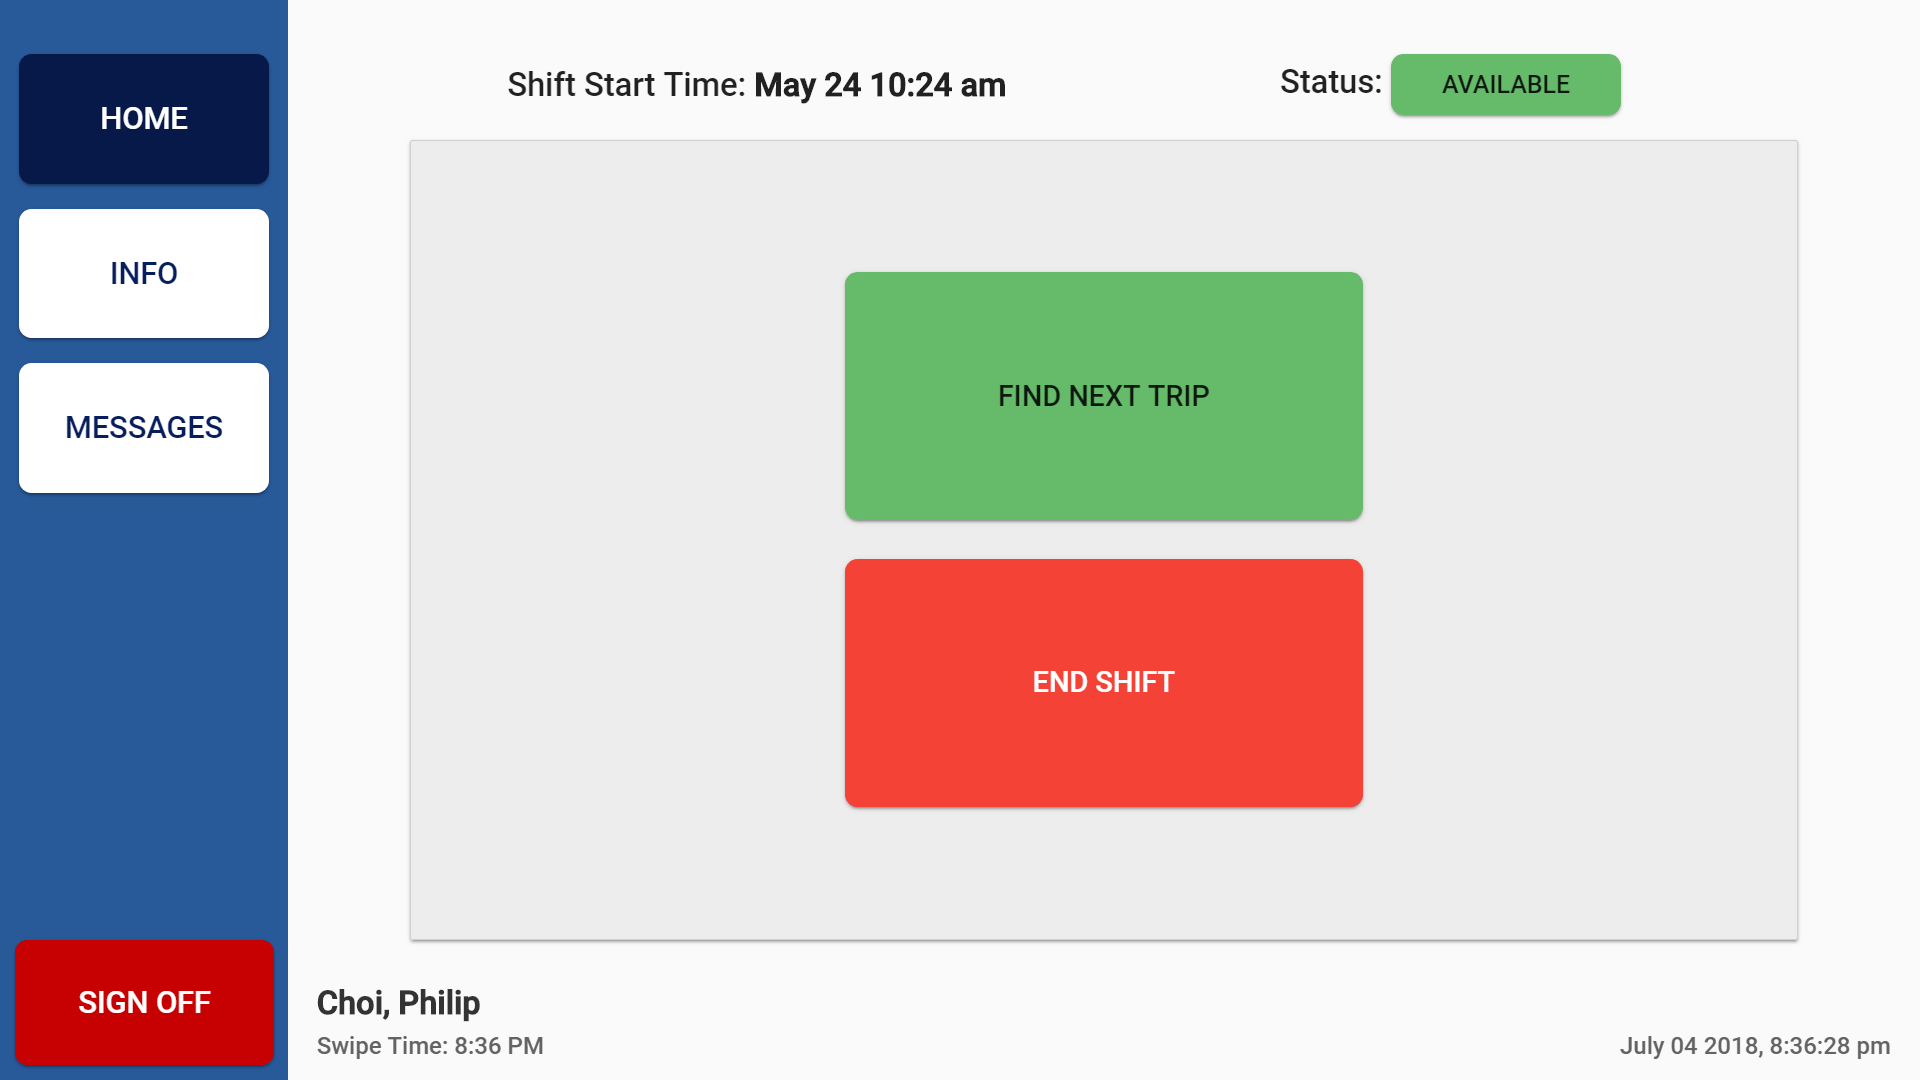 HOME
INFO
MESSAGES
SIGN OFF
Shift Start Time: May 24 10:24 am
Status: AVAILABLE
FIND NEXT TRIP
END SHIFT
Choi, Philip
Swipe Time: 8:36 PM
July 04 2018, 8:36:28 pm